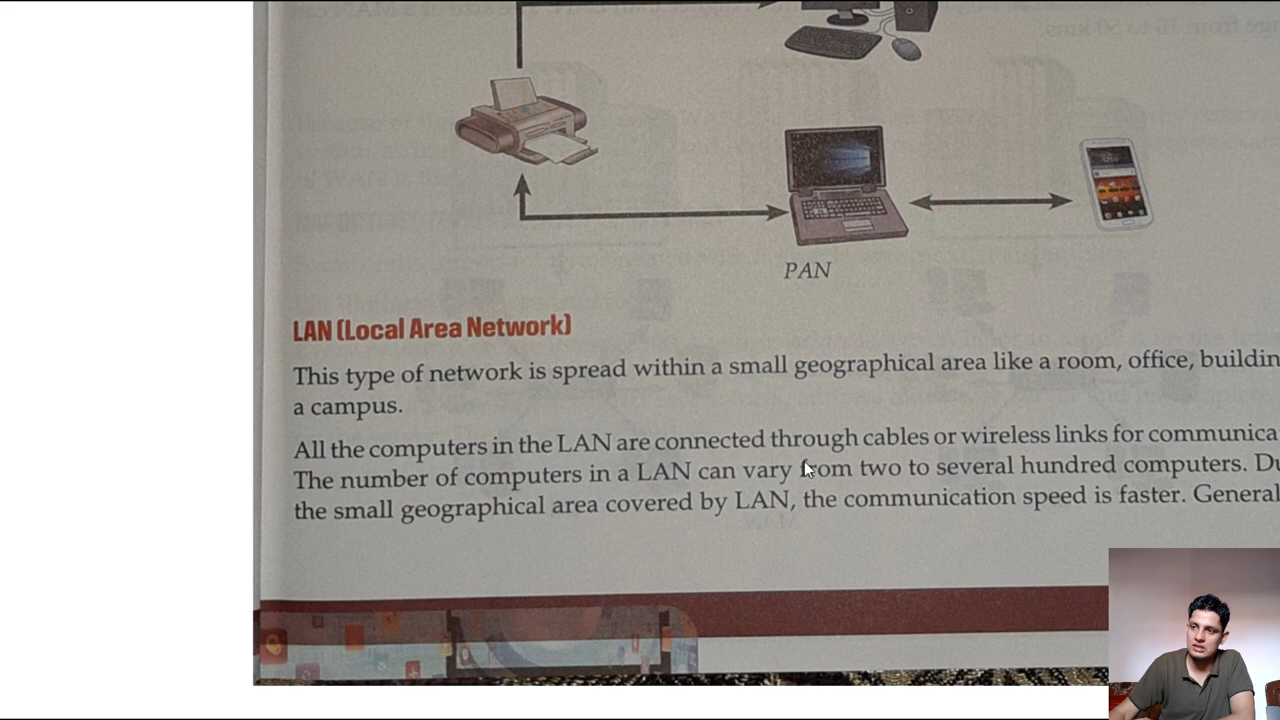 PAN
LAN (Local Area Network)
This type of network is spread within a small geographical area like a room, office, buildin
a campus.
All the computers in the LAN are connected through cables or wireless links for communica
The number of computers in a LAN can vary from two to several hundred computers. Du
the small geographical area covered by LAN, the communication speed is faster. General